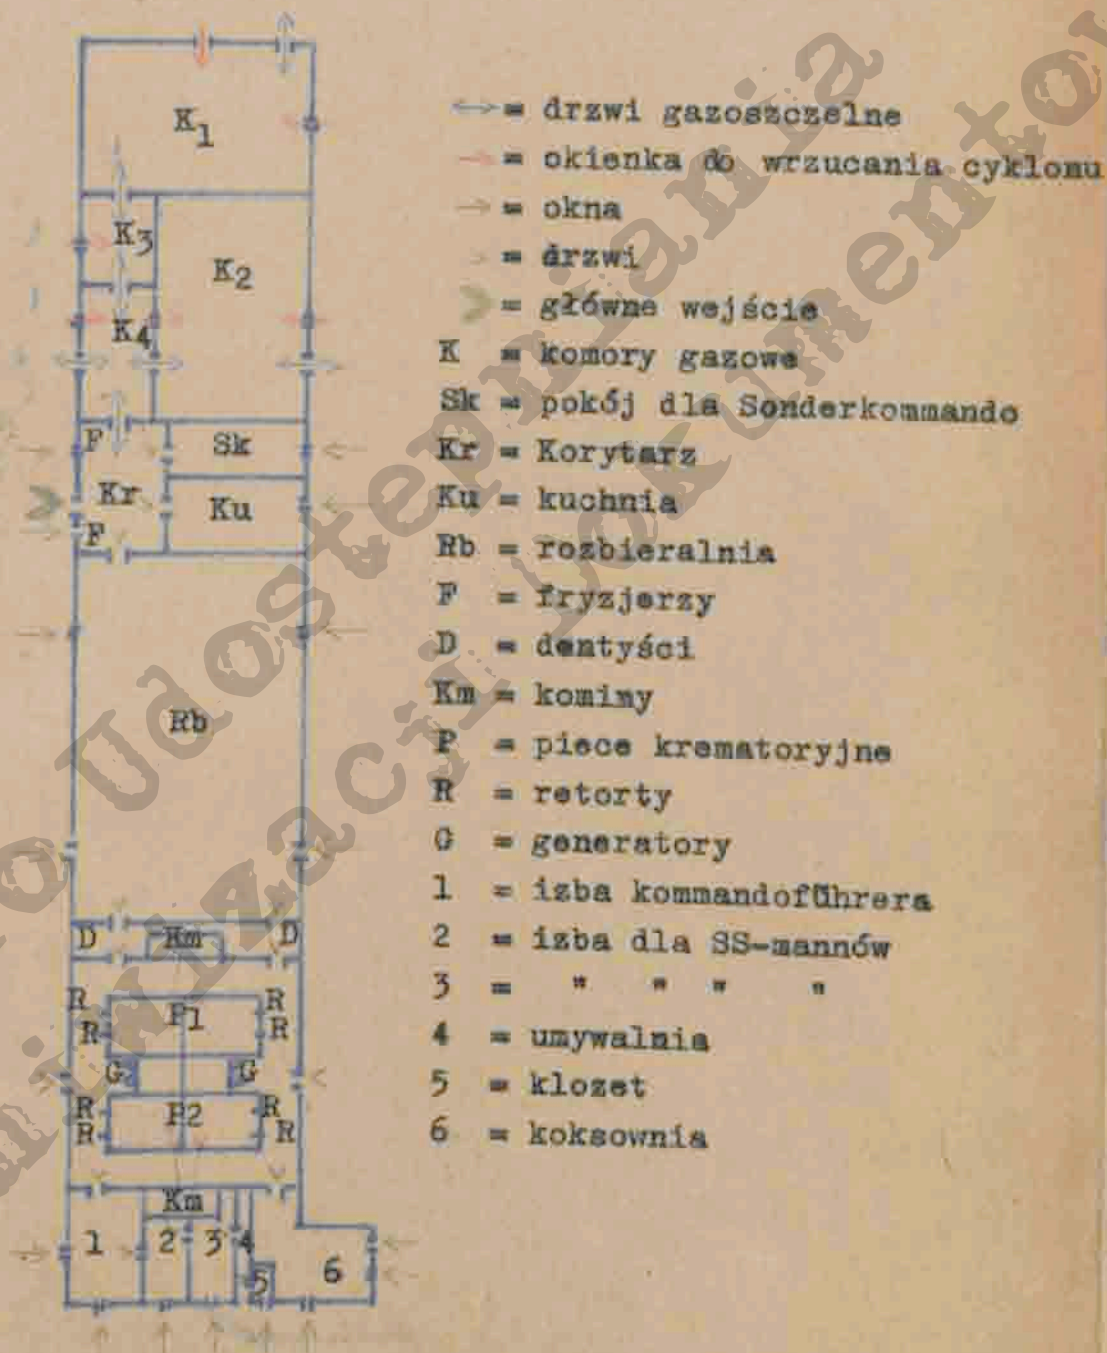 K1
K3
K2
K4
F
Sk
Kr
Ku
F
Rb
D
Km
D
R
P1
R
R
R
G
G
R
P2
R
R
R
Km
1
2
3
4
5
6
= drzwi gazoszczelne
= okienka do wrzucania cyklonu
= okna
= drzwi
= główne wejście
K = komory gazowe
Sk = pokój dla Sonderkommando
Kr = Korytarz
Ku = kuchnia
Rb = rozbieralnia
F = fryzjerzy
D = dentyści
Km = kominy
P = piece krematoryjne
R = retorty
G = generatory
1 = izba kommandoführera
2 = izba dla SS-mannów
3 = " " " "
4 = umywalnia
5 = klozet
6 = koksownia